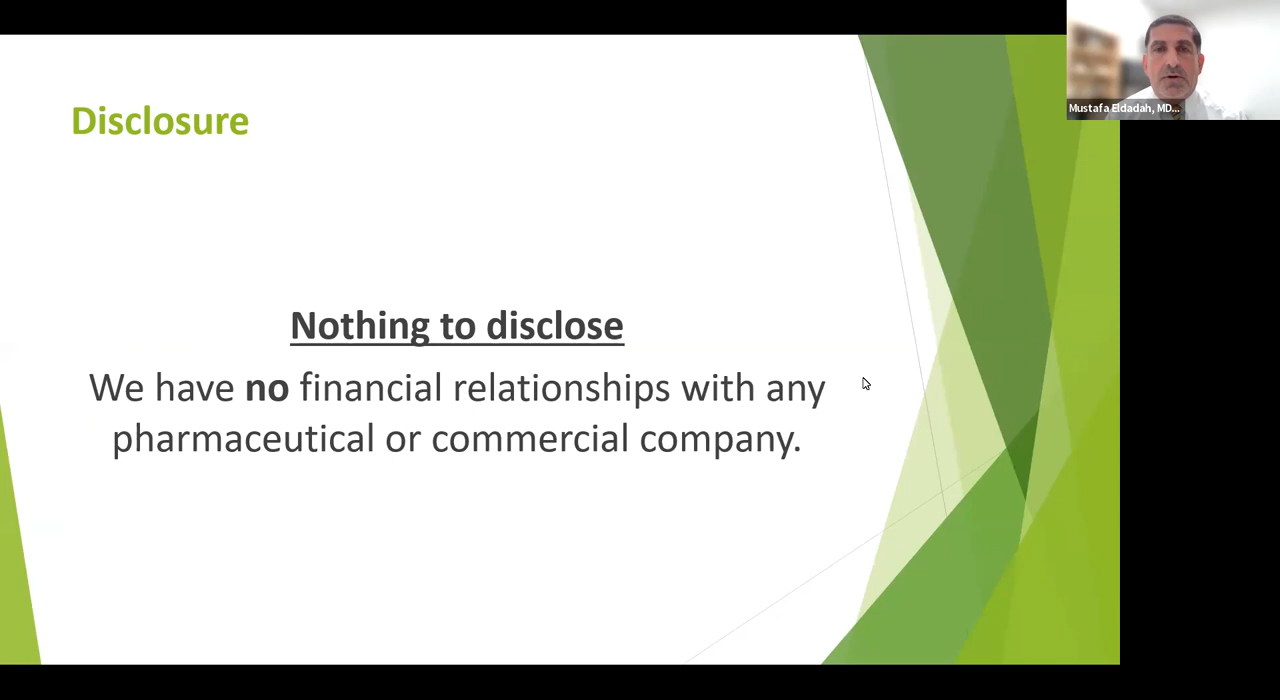 Disclosure
Mustafa Eldadah, MD...
Nothing to disclose
We have no financial relationships with any
pharmaceutical or commercial company.